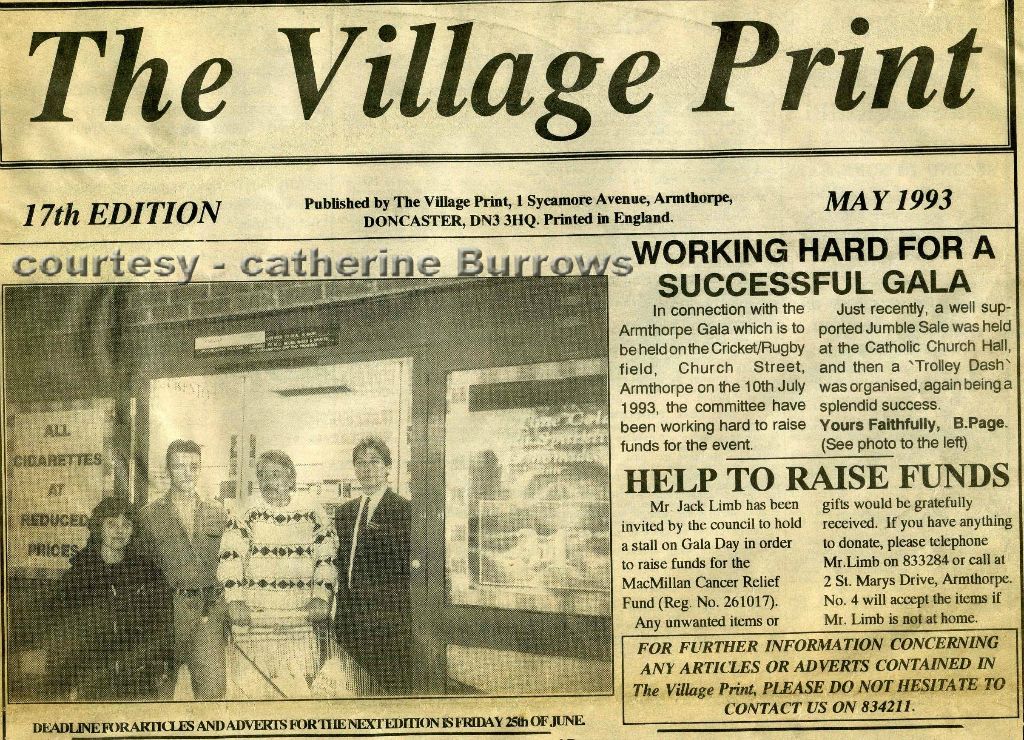 The Village Print
17th EDITION
Published by The Village Print, 1 Sycamore Avenue, Armthorpe,
DONCASTER, DN3 3HQ. Printed in England.
MAY 1993
courtesy - catherine Burrows
ALL
CIGARETTES
AT
REDUCED
PRICES
DEADLINE FOR ARTICLES AND ADVERTS FOR THE NEXT EDITION IS FRIDAY 25th OF JUNE.
WORKING HARD FOR A
SUCCESSFUL GALA
In connection with the
Armthorpe Gala which is to
be held on the Cricket/Rugby
field, Church Street,
Armthorpe on the 10th July
1993, the committee have
been working hard to raise
funds for the event.
Just recently, a well sup-
ported Jumble Sale was held
at the Catholic Church Hall,
and then a `Trolley Dash`
was organised, again being a
splendid success.
Yours Faithfully, B.Page.
(See photo to the left)
HELP TO RAISE FUNDS
Mr. Jack Limb has been
invited by the council to hold
a stall on Gala Day in order
to raise funds for the
MacMillan Cancer Relief
Fund (Reg. No. 261017).
Any unwanted items or
gifts would be gratefully
received. If you have anything
to donate, please telephone
Mr.Limb on 833284 or call at
2 St. Marys Drive, Armthorpe.
No. 4 will accept the items if
Mr. Limb is not at home.
FOR FURTHER INFORMATION CONCERNING
ANY ARTICLES OR ADVERTS CONTAINED IN
The Village Print, PLEASE DO NOT HESITATE TO
CONTACT US ON 834211.